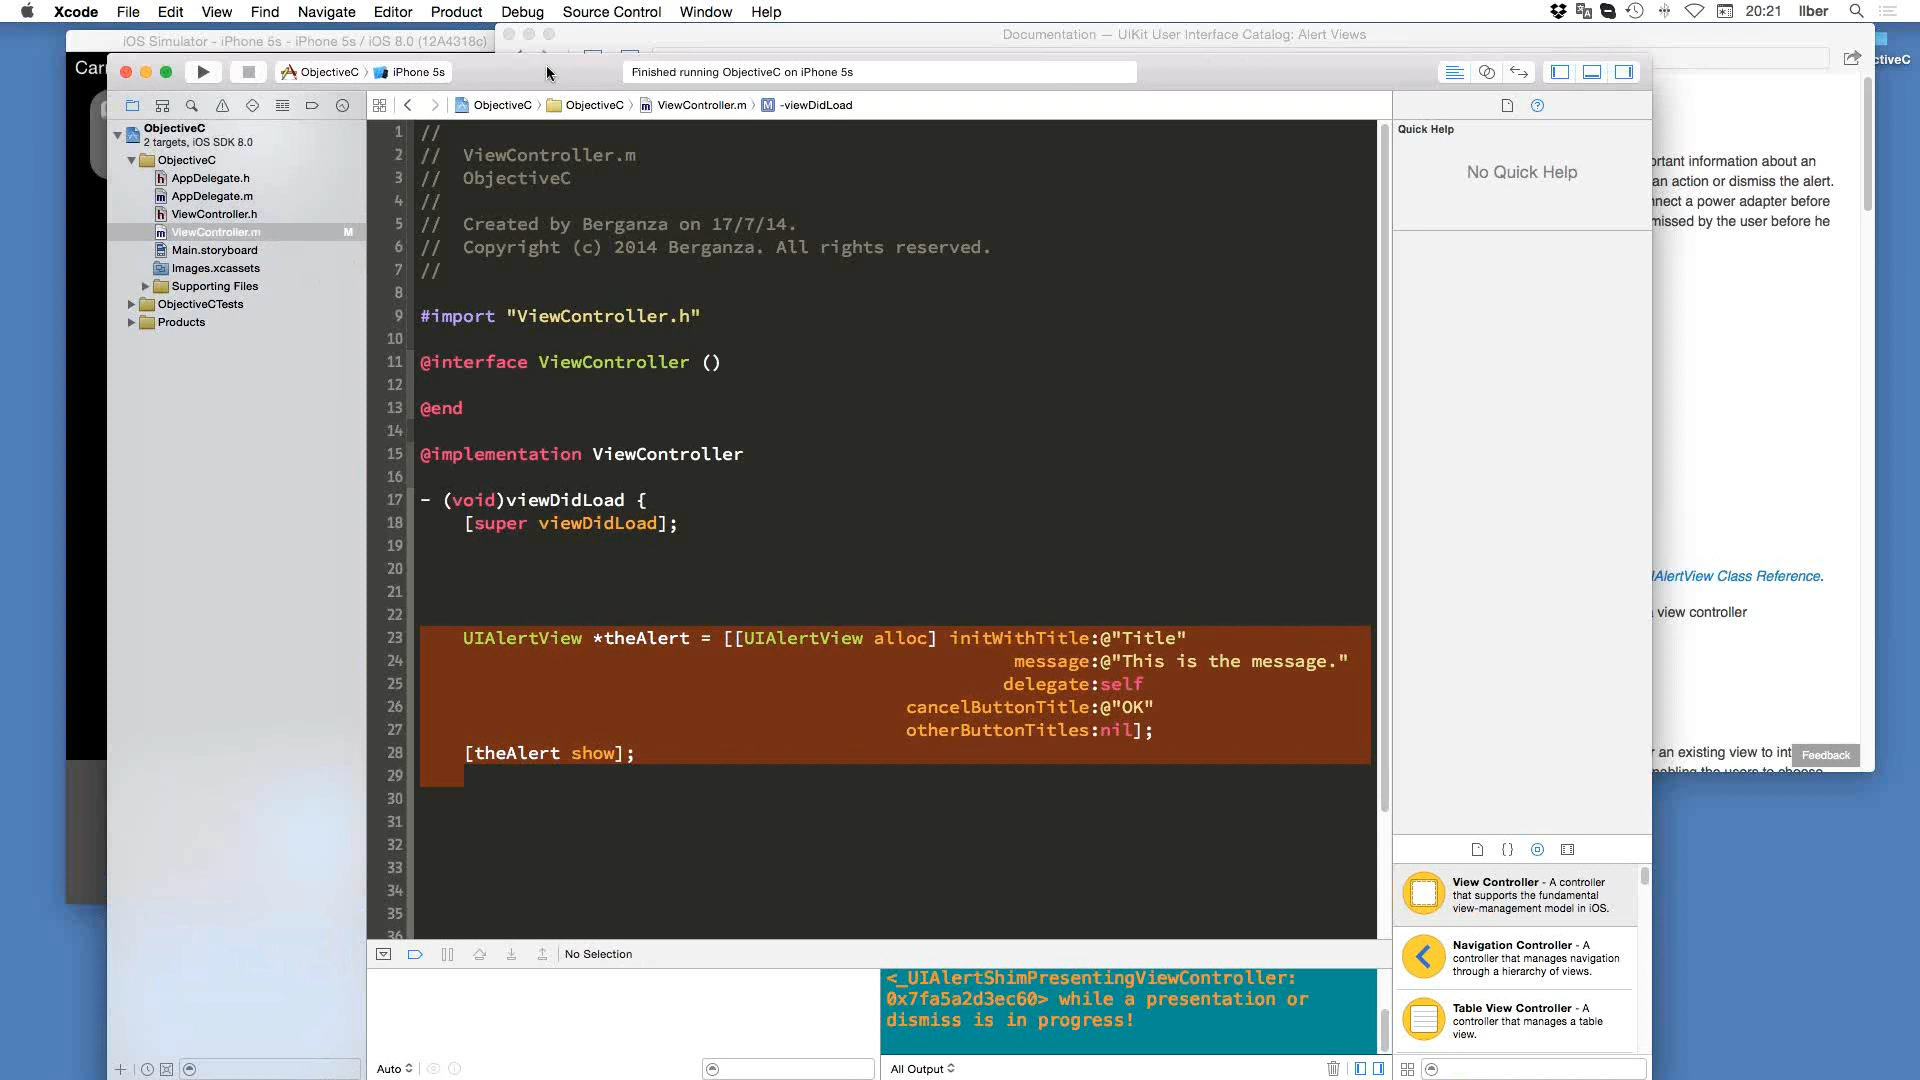 Xcode File Edit View Find Navigate Editor Product Debug Source Control Window Help 20:21 Ilber
iOS Simulator - iPhone 5s - iPhone 5s / iOS 8.0 (12A4318c)
Documentation — UIKit User Interface Catalog: Alert Views
ObjectiveC iPhone 5s
Finished running ObjectiveC on iPhone 5s
ObjectiveC ObjectiveC ViewController.m -viewDidLoad
ObjectiveC
2 targets, iOS SDK 8.0
ObjectiveC
AppDelegate.h
AppDelegate.m
ViewController.h
ViewController.m M
Main.storyboard
Images.xcassets
Supporting Files
ObjectiveCTests
Products
1 //
2 // ViewController.m
3 // ObjectiveC
4 //
5 // Created by Berganza on 17/7/14.
6 // Copyright (c) 2014 Berganza. All rights reserved.
7 //
8
9 #import "ViewController.h"
10
11 @interface ViewController ()
12
13 @end
14
15 @implementation ViewController
16
17 - (void)viewDidLoad {
18 [super viewDidLoad];
19
20
21
22
23 UIAlertView *theAlert = [[UIAlertView alloc] initWithTitle:@"Title"
24 message:@"This is the message."
25 delegate:self
26 cancelButtonTitle:@"OK"
27 otherButtonTitles:nil];
28 [theAlert show];
29
30
31
32
33
34
35
36
No Selection
<_UIAlertShimPresentingViewController:
0x7fa5a2d3ec60> while a presentation or
dismiss is in progress!
Auto
All Output
Quick Help
No Quick Help
View Controller - A controller
that supports the fundamental
view-management model in iOS.
Navigation Controller - A
controller that manages navigation
through a hierarchy of views.
Table View Controller - A
controller that manages a table
view.
ortant information about an
an action or dismiss the alert.
nnect a power adapter before
missed by the user before he
IAlertView Class Reference.
view controller
r an existing view to int
Feedback
nabling the users to choose
ctiveC